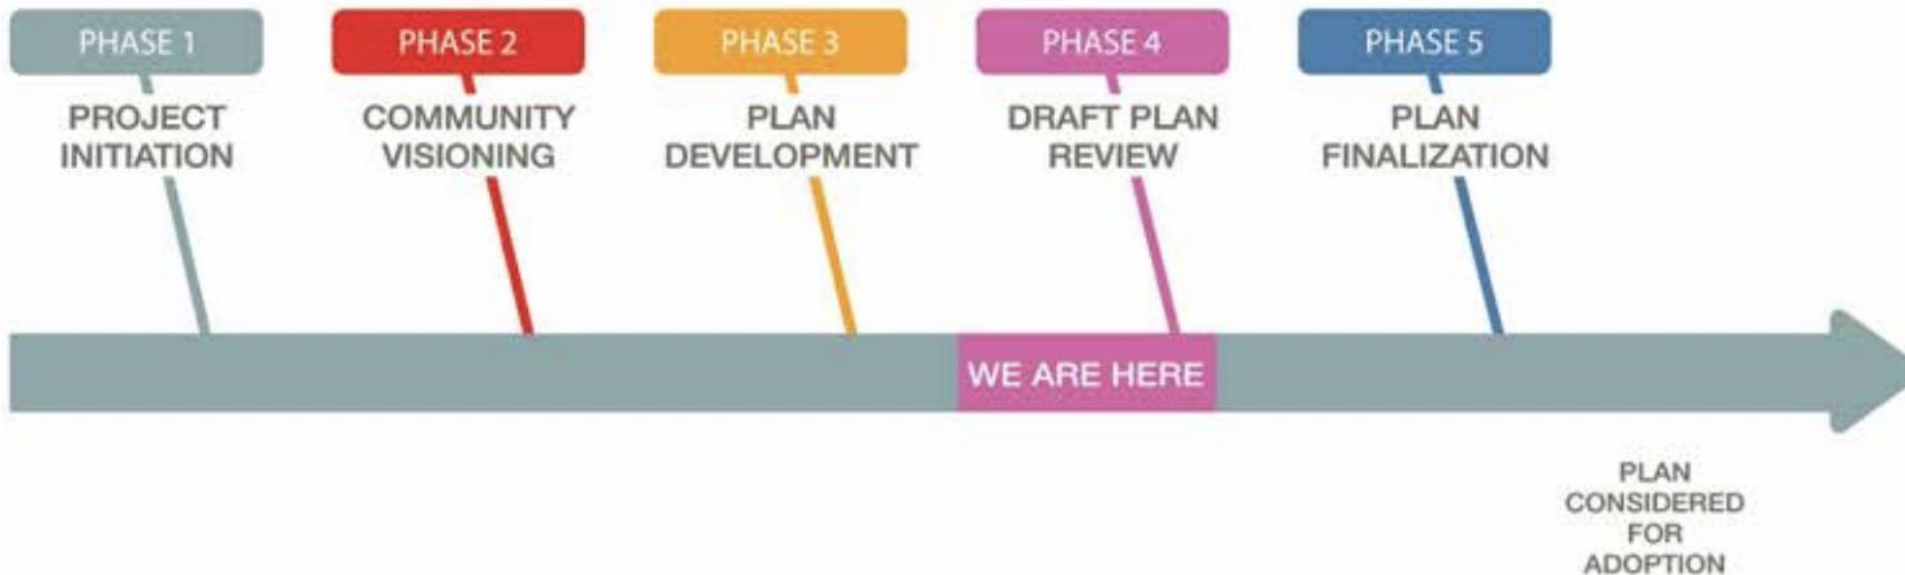 PHASE 1
PROJECT
INITIATION
PHASE 2
COMMUNITY
VISIONING
PHASE 3
PLAN
DEVELOPMENT
PHASE 4
DRAFT PLAN
REVIEW
PHASE 5
PLAN
FINALIZATION
WE ARE HERE
PLAN
CONSIDERED
FOR
ADOPTION